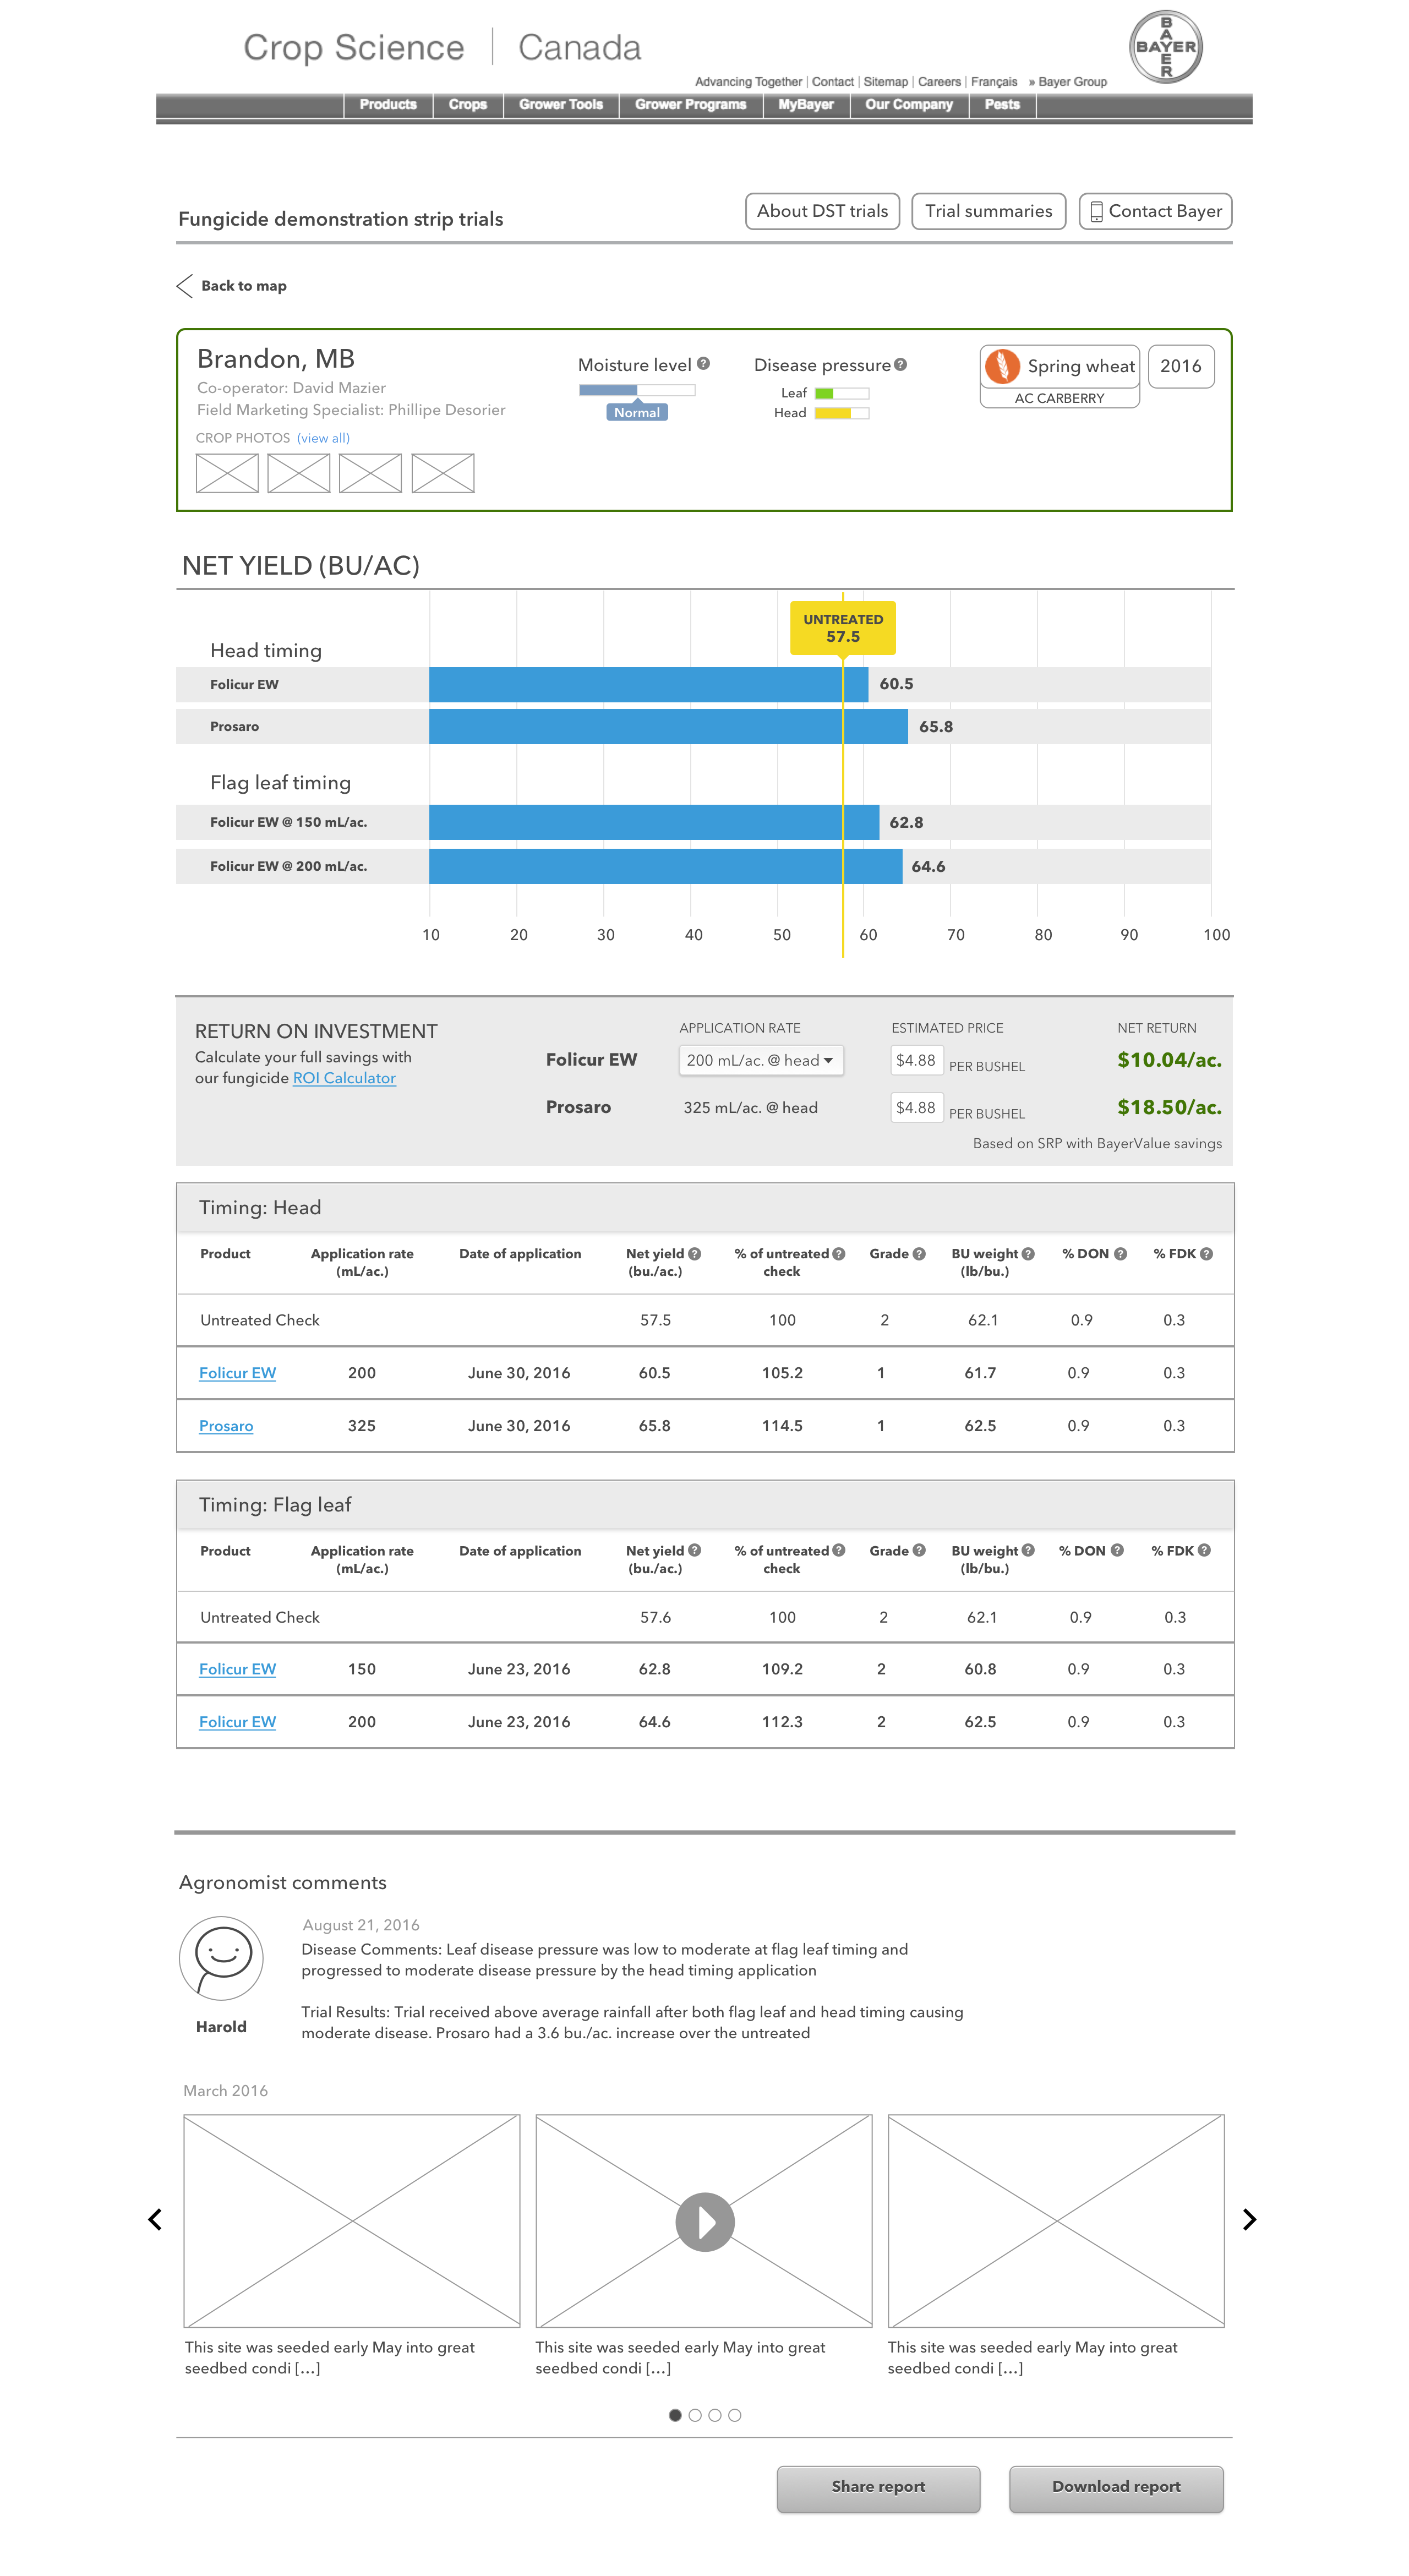 Crop Science | Canada
BAYER
BAYER
Advancing Together | Contact | Sitemap | Careers | Français » Bayer Group
Products Crops Grower Tools Grower Programs MyBayer Our Company Pests
Fungicide demonstration strip trials
About DST trials Trial summaries Contact Bayer
Back to map
Brandon, MB
Co-operator: David Mazier
Field Marketing Specialist: Phillipe Desorier
CROP PHOTOS (view all)
Moisture level ?
Normal
Disease pressure ?
Leaf
Head
Spring wheat
AC CARBERRY
2016
NET YIELD (BU/AC)
UNTREATED
57.5
Head timing
Folicur EW 60.5
Prosaro 65.8
Flag leaf timing
Folicur EW @ 150 mL/ac. 62.8
Folicur EW @ 200 mL/ac. 64.6
10 20 30 40 50 60 70 80 90 100
RETURN ON INVESTMENT
Calculate your full savings with
our fungicide ROI Calculator
APPLICATION RATE ESTIMATED PRICE NET RETURN
Folicur EW 200 mL/ac. @ head $4.88 PER BUSHEL $10.04/ac.
Prosaro 325 mL/ac. @ head $4.88 PER BUSHEL $18.50/ac.
Based on SRP with BayerValue savings
Timing: Head
Product Application rate Date of application Net yield ? % of untreated ? Grade ? BU weight ? % DON ? % FDK ?
(mL/ac.) (bu./ac.) check (lb/bu.)
Untreated Check 57.5 100 2 62.1 0.9 0.3
Folicur EW 200 June 30, 2016 60.5 105.2 1 61.7 0.9 0.3
Prosaro 325 June 30, 2016 65.8 114.5 1 62.5 0.9 0.3
Timing: Flag leaf
Product Application rate Date of application Net yield ? % of untreated ? Grade ? BU weight ? % DON ? % FDK ?
(mL/ac.) (bu./ac.) check (lb/bu.)
Untreated Check 57.6 100 2 62.1 0.9 0.3
Folicur EW 150 June 23, 2016 62.8 109.2 2 60.8 0.9 0.3
Folicur EW 200 June 23, 2016 64.6 112.3 2 62.5 0.9 0.3
Agronomist comments
Harold
August 21, 2016
Disease Comments: Leaf disease pressure was low to moderate at flag leaf timing and
progressed to moderate disease pressure by the head timing application
Trial Results: Trial received above average rainfall after both flag leaf and head timing causing
moderate disease. Prosaro had a 3.6 bu./ac. increase over the untreated
March 2016
This site was seeded early May into great
seedbed condi [...]
This site was seeded early May into great
seedbed condi [...]
This site was seeded early May into great
seedbed condi [...]
Share report Download report